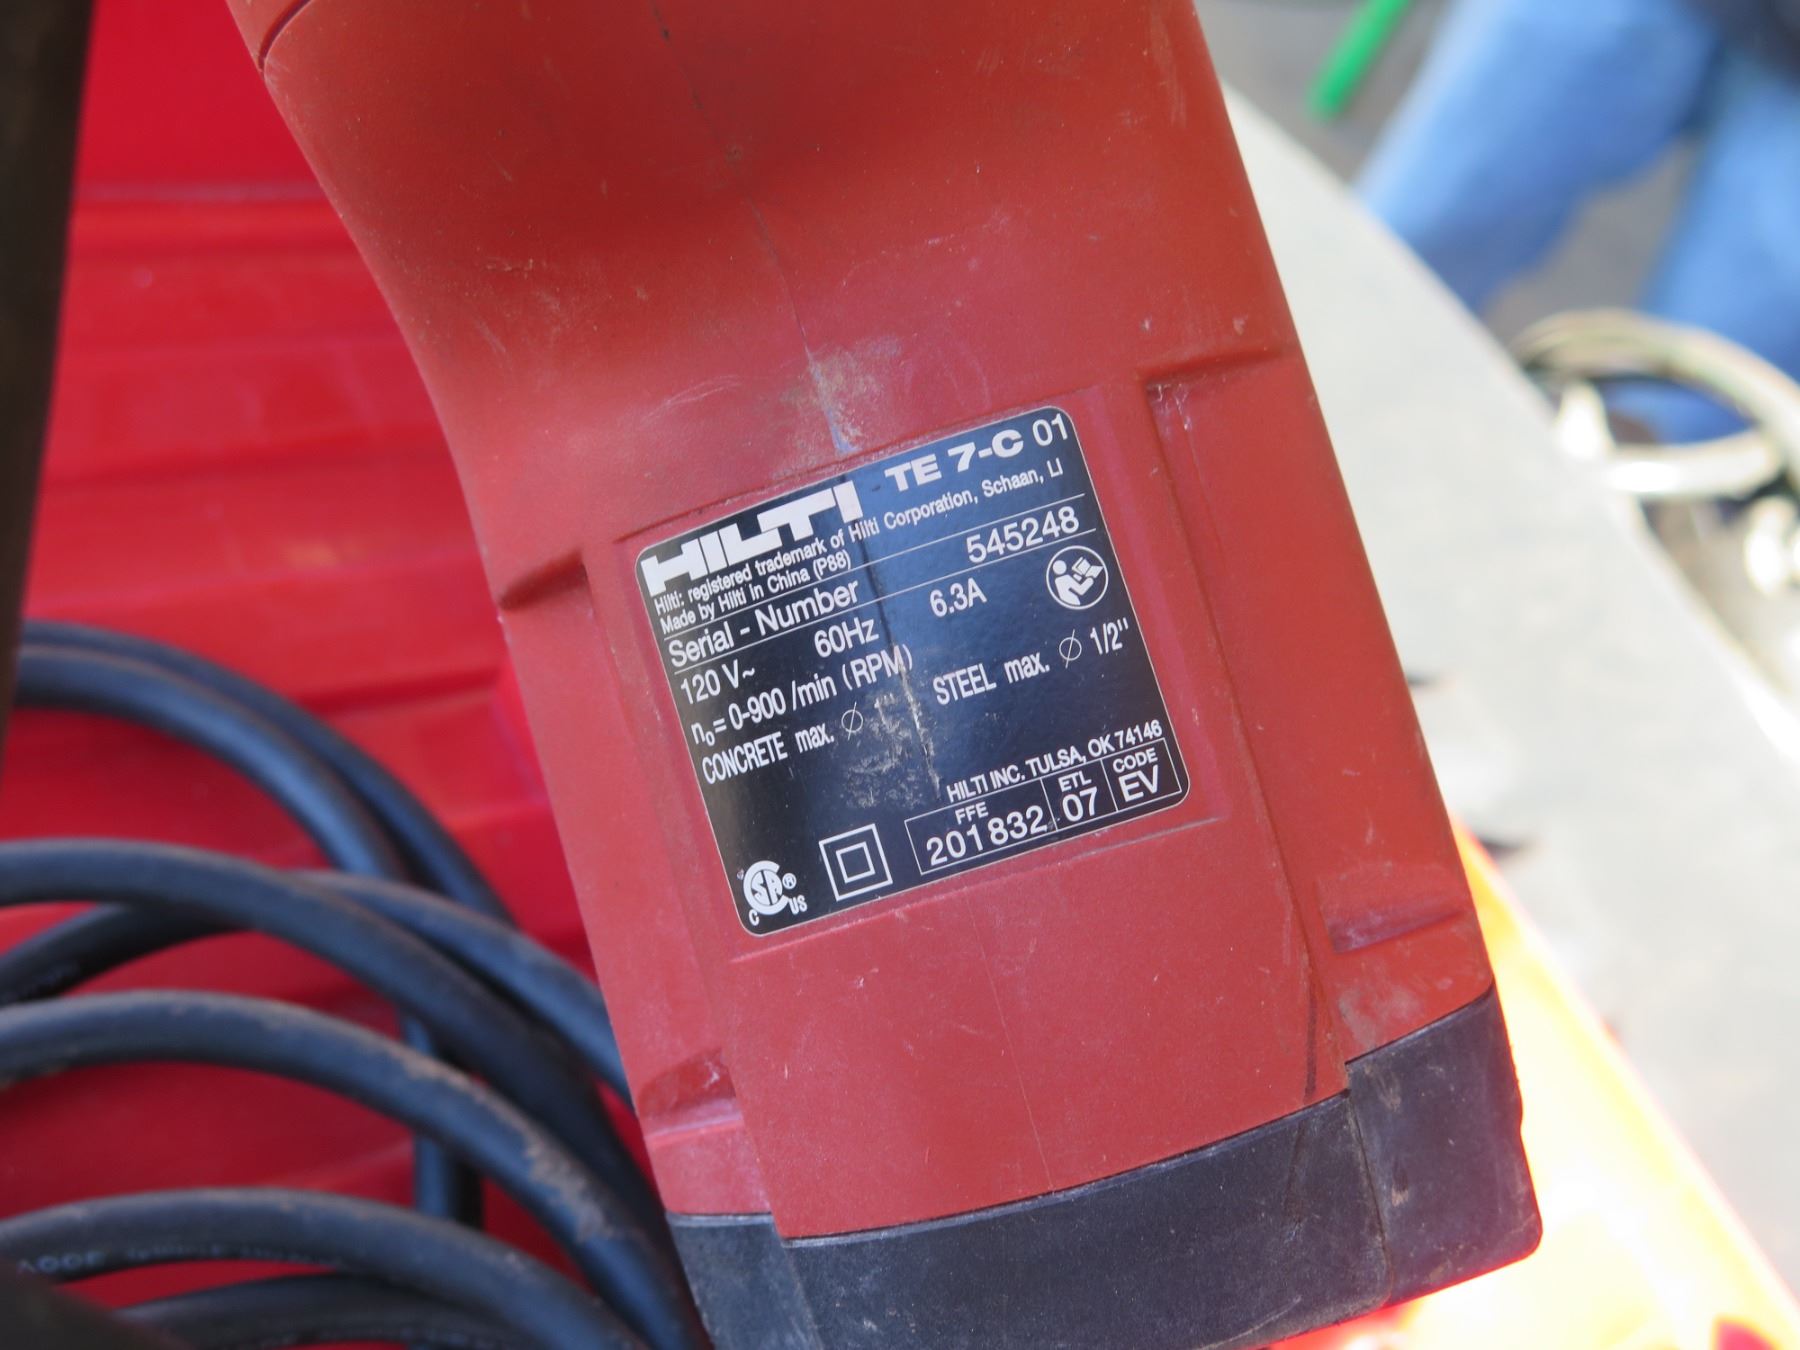 HILTI TE 7-C 01
Hilti: registered trademark of Hilti Corporation, Schaan, LI
Made by Hilti in China (P88)
Serial - Number 545248
120 V~ 60Hz 6.3A
n₀ = 0-900 /min (RPM)
CONCRETE max. ∅ STEEL max. ∅ 1/2"
HILTI INC. TULSA, OK 74146
FFE ETL CODE
201832 07 EV
CSA® C US